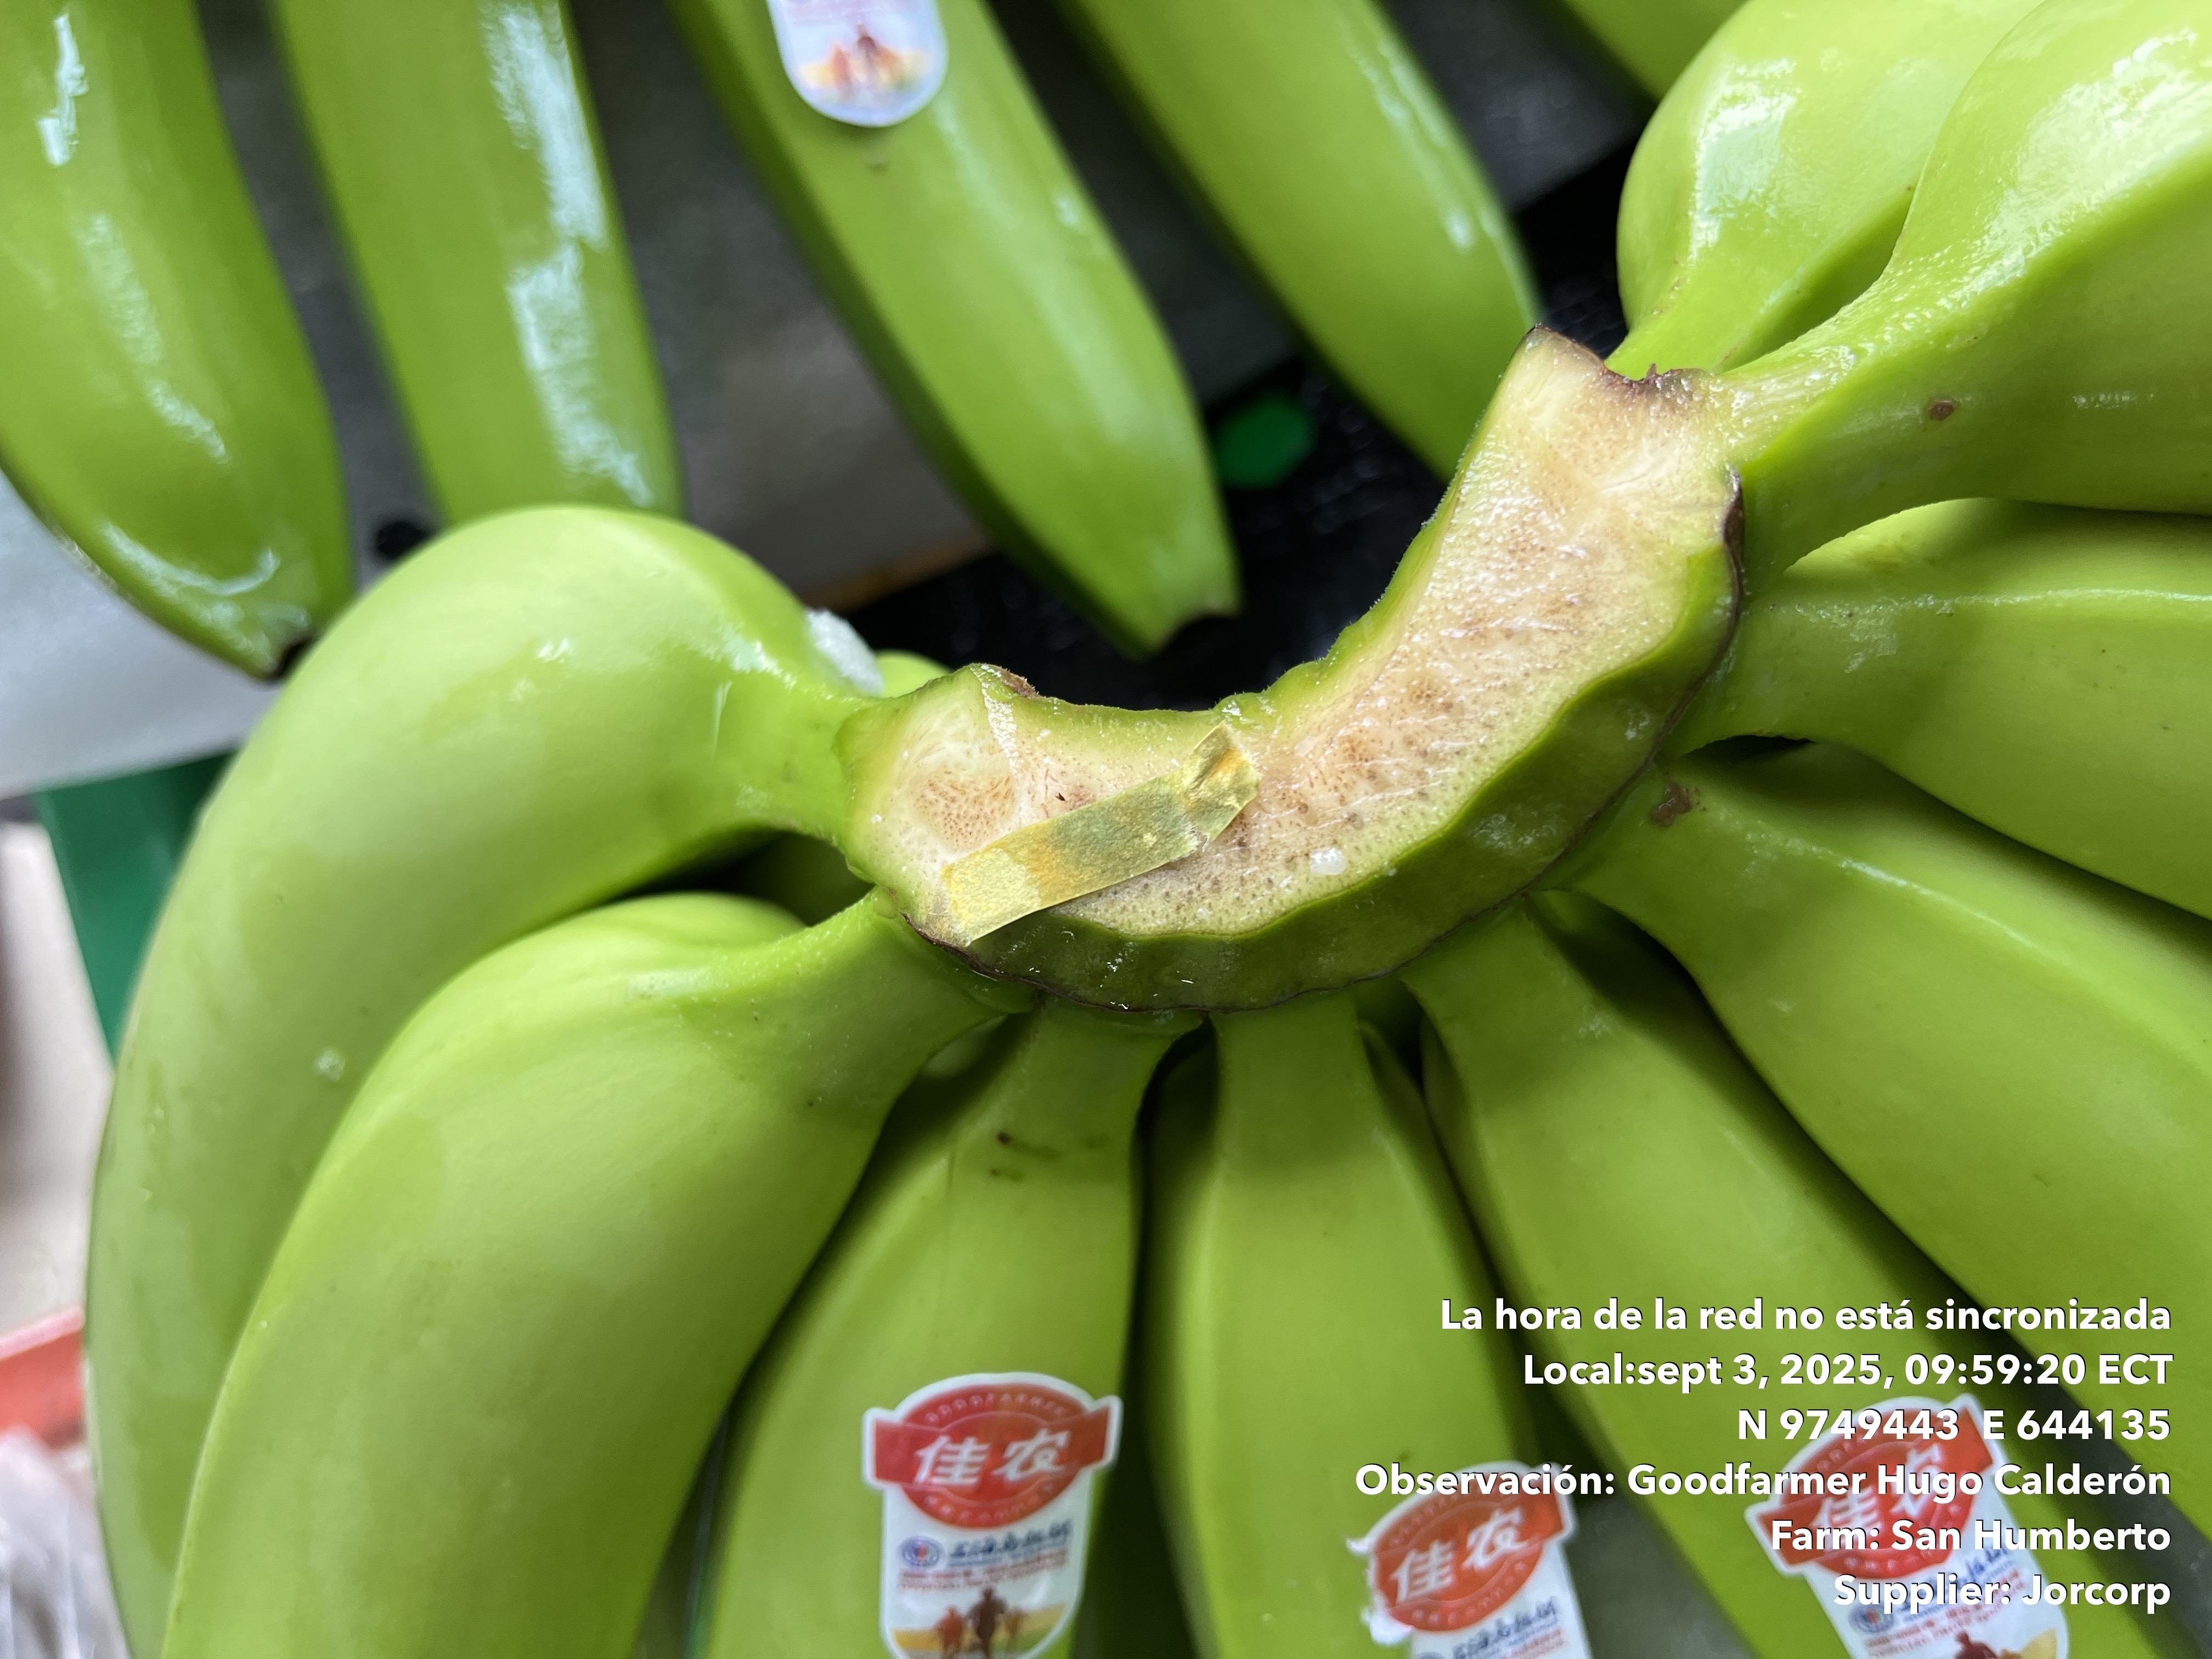 La hora de la red no está sincronizada
Local:sept 3, 2025, 09:59:20 ECT
N 9749443 E 644135
Observación: Goodfarmer Hugo Calderón
Farm: San Humberto
Supplier: Jorcorp
佳农
佳农
佳农